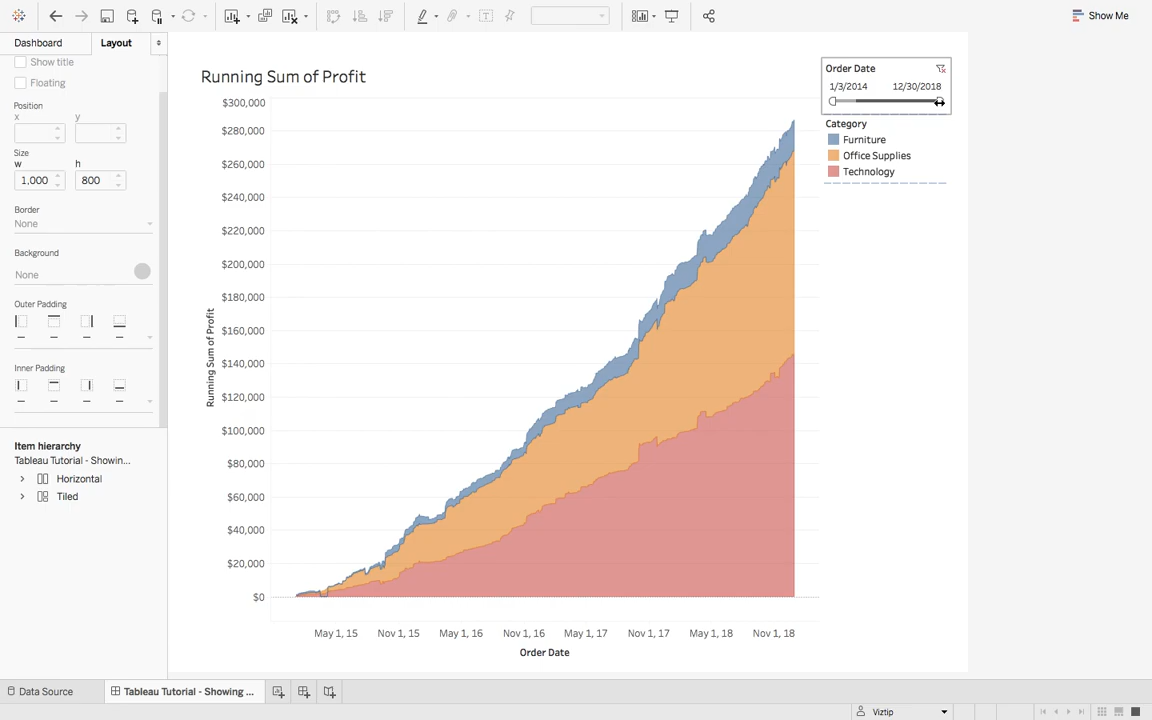 Show Me
Dashboard
Layout
Show title
Floating
Position
x y
Size
w h
1,000 800
Border
None
Background
None
Outer Padding
Inner Padding
Item hierarchy
Tableau Tutorial - Showin...
Horizontal
Tiled
Running Sum of Profit
$300,000
$280,000
$260,000
$240,000
$220,000
$200,000
$180,000
$160,000
$140,000
$120,000
$100,000
$80,000
$60,000
$40,000
$20,000
$0
Running Sum of Profit
May 1, 15 Nov 1, 15 May 1, 16 Nov 1, 16 May 1, 17 Nov 1, 17 May 1, 18 Nov 1, 18
Order Date
Order Date
1/3/2014 12/30/2018
Category
Furniture
Office Supplies
Technology
Data Source
Tableau Tutorial - Showing ...
Viztip